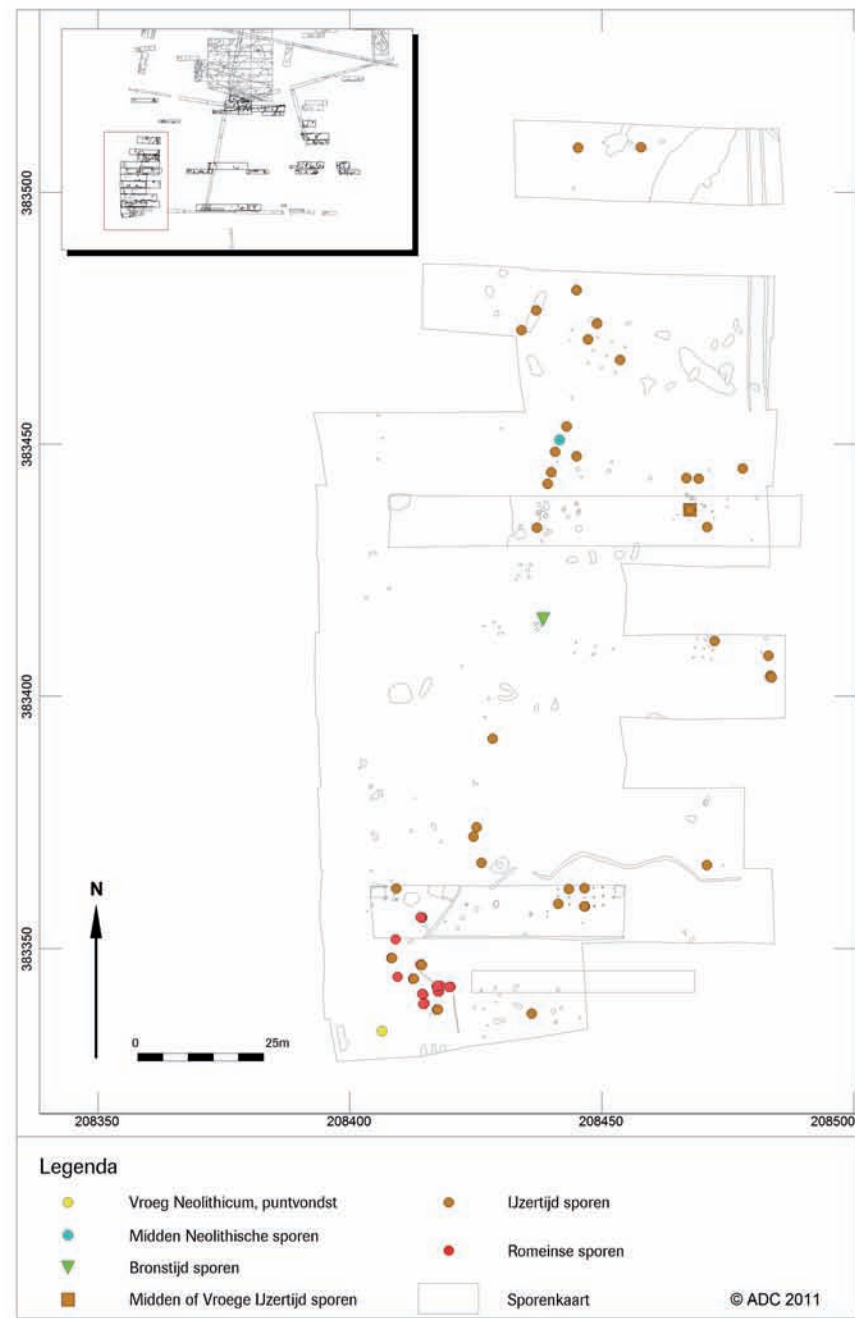 383500
383450
383400
383350
N
0 25m
208350 208400 208450 208500
Legenda
Vroeg Neolithicum, puntvondst
Midden Neolithische sporen
Bronstijd sporen
Midden of Vroege IJzertijd sporen
IJzertijd sporen
Romeinse sporen
Sporenkaart
© ADC 2011